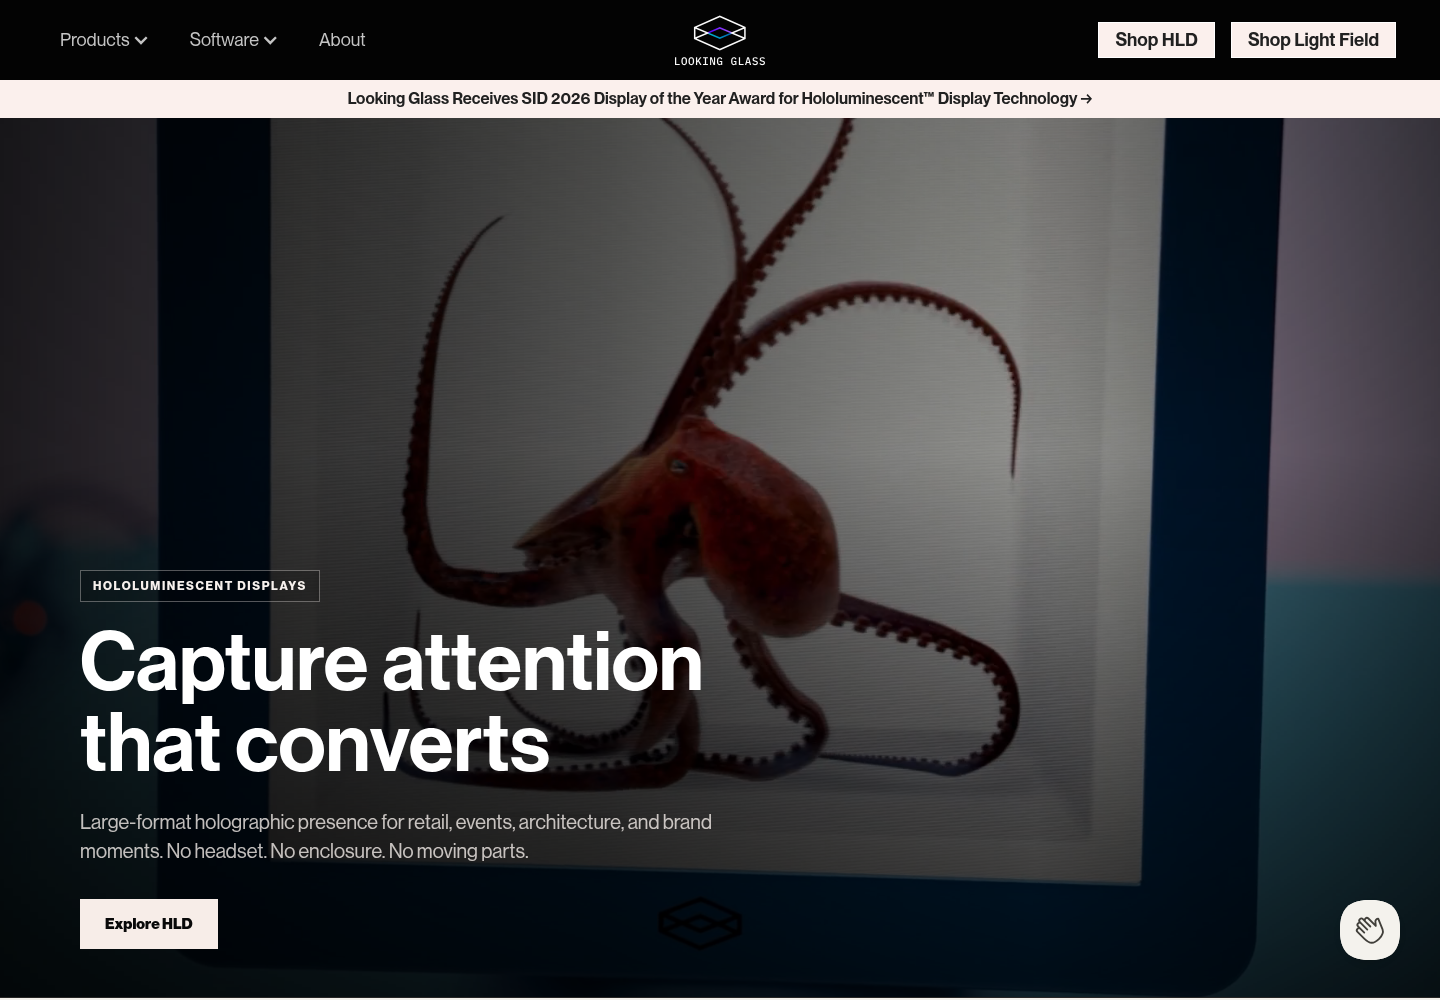 Products
Software
About
LOOKING GLASS
Shop HLD
Shop Light Field
Looking Glass Receives SID 2026 Display of the Year Award for Hololuminescent™ Display Technology →
HOLOLUMINESCENT DISPLAYS
Capture attention
that converts
Large-format holographic presence for retail, events, architecture, and brand
moments. No headset. No enclosure. No moving parts.
Explore HLD